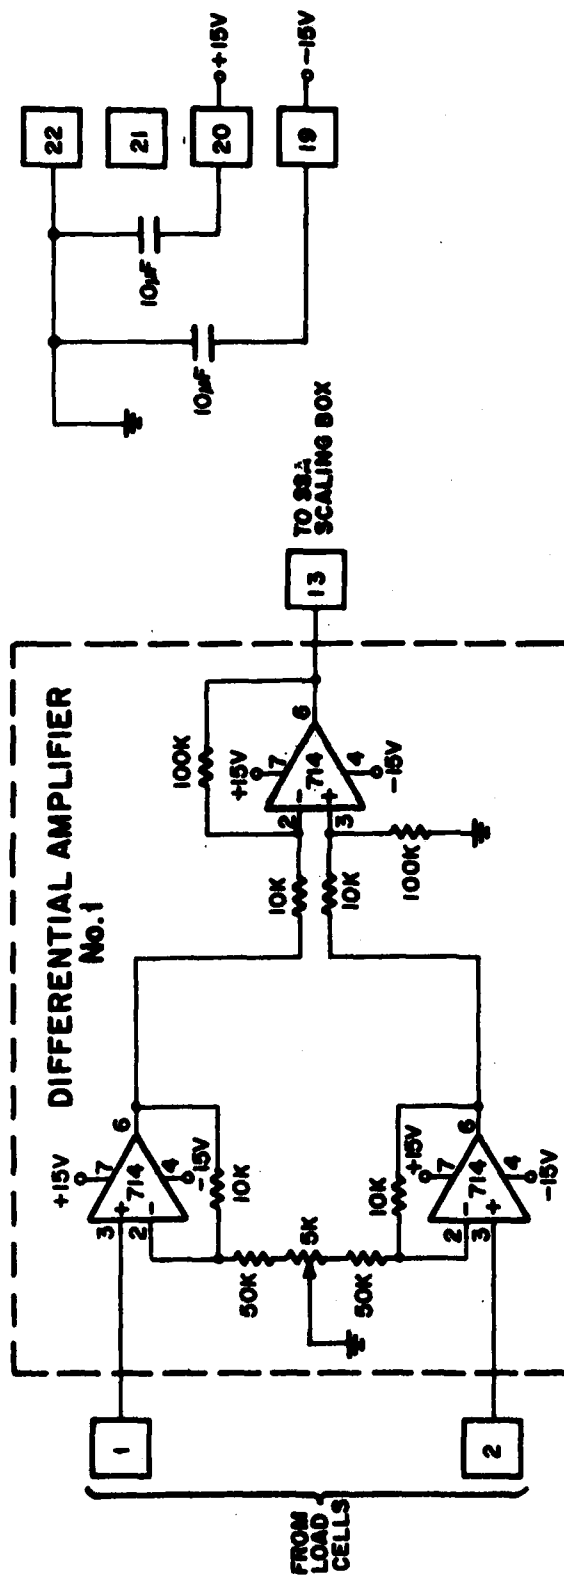 FROM
LOAD
CELLS
1
2
DIFFERENTIAL AMPLIFIER
No. 1
+15V
3
+
7
714
6
2
-
4
-15V
10K
50K
5K
50K
10K
+15V
2
-
7
714
6
3
+
4
-15V
10K
10K
100K
+15V
2
-
7
714
6
3
+
4
-15V
100K
13
TO
SCALING BOX
10µF
10µF
22
21
20
+15V
19
-15V